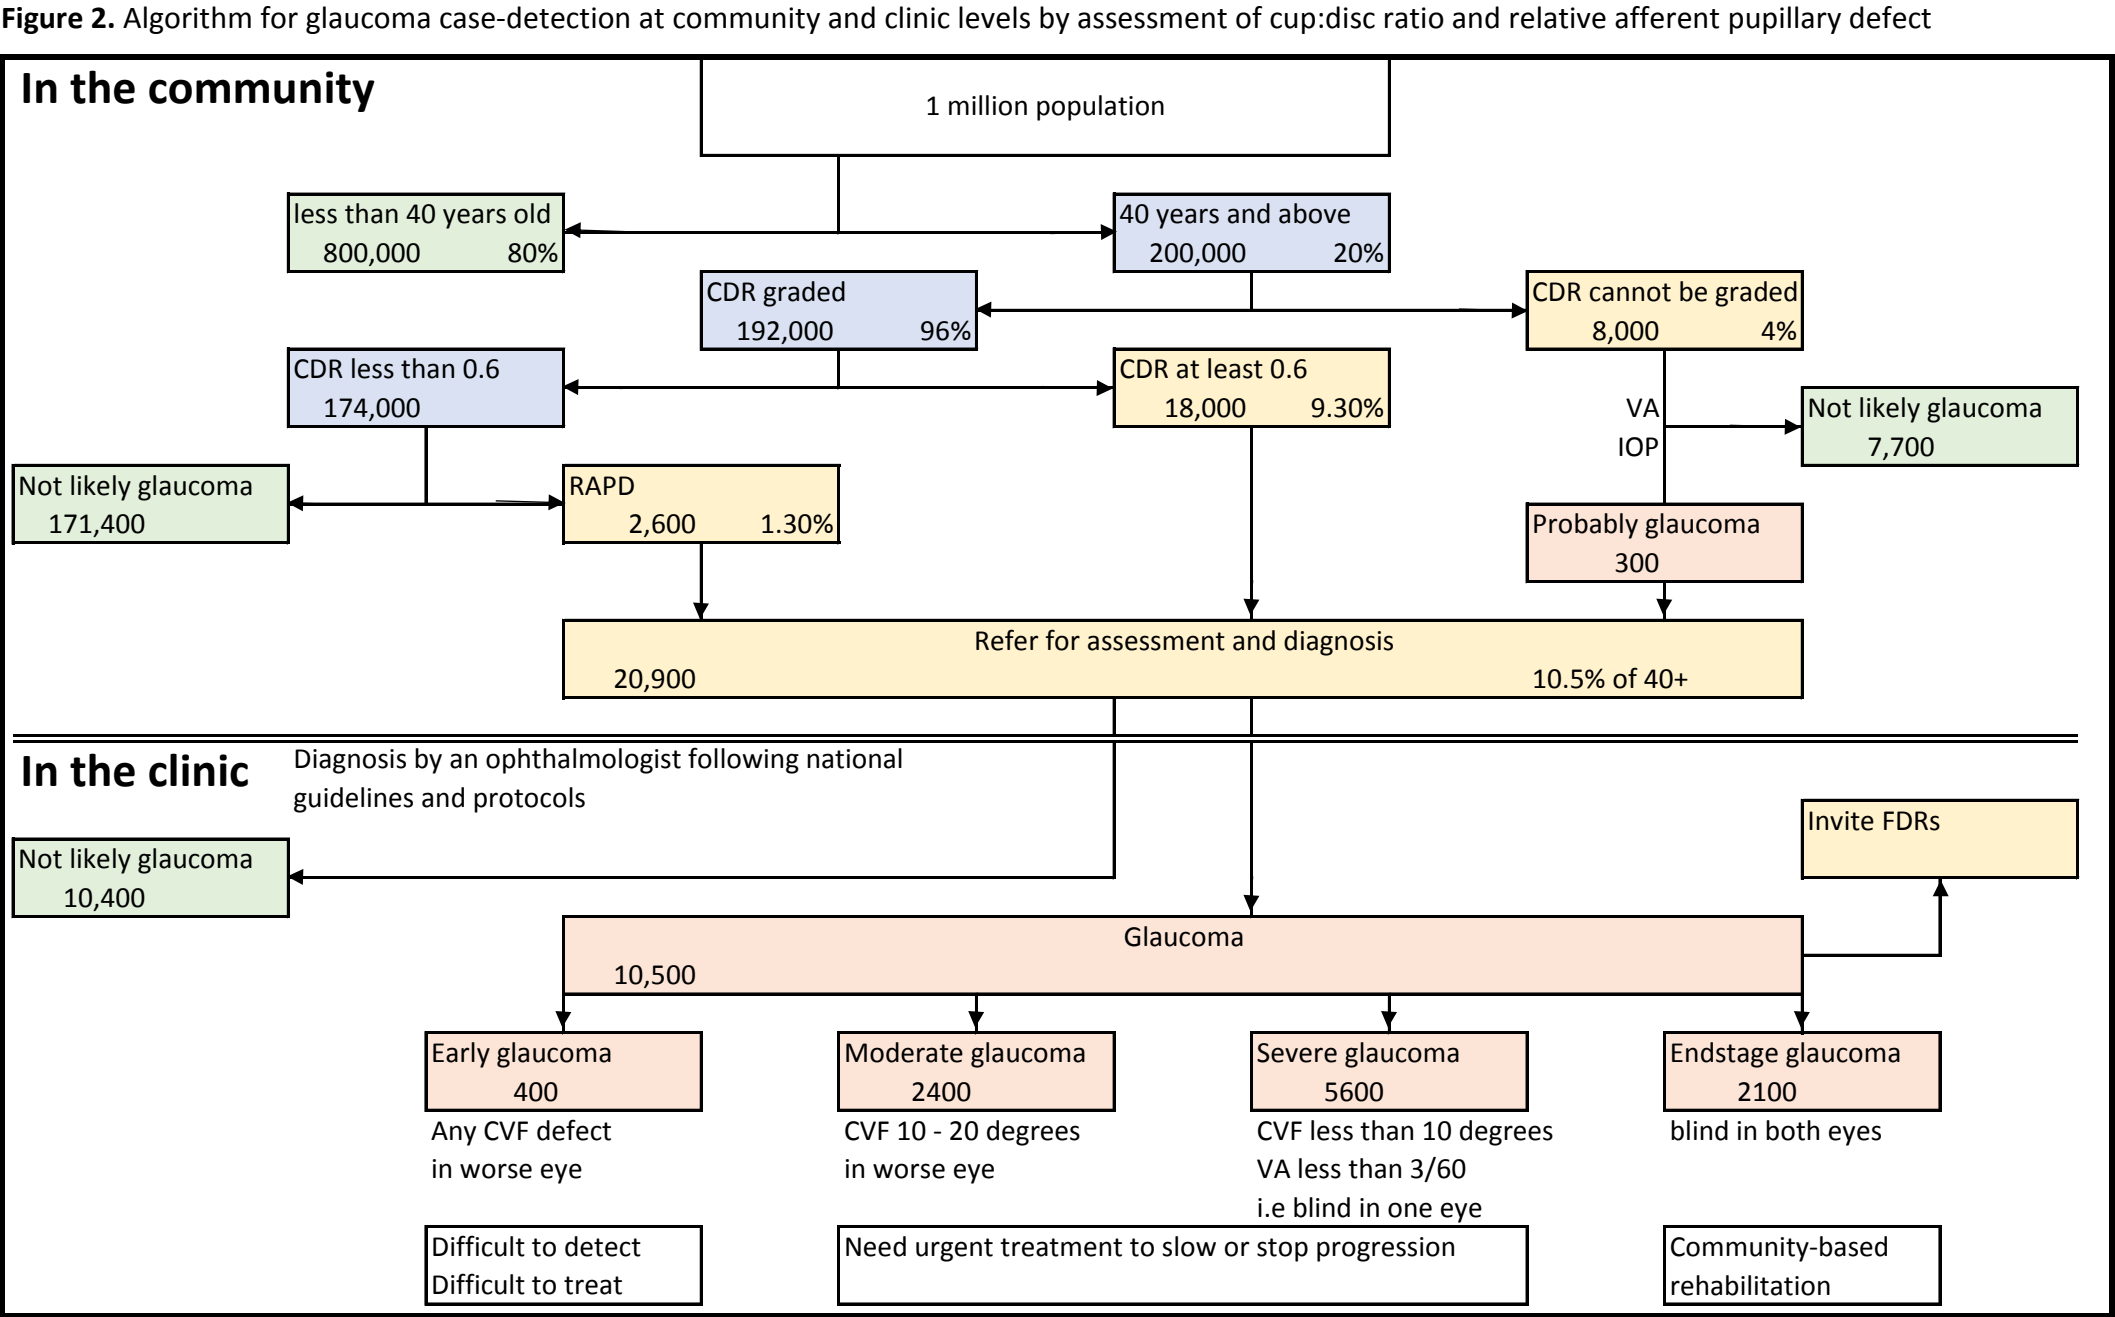 Figure 2. Algorithm for glaucoma case-detection at community and clinic levels by assessment of cup:disc ratio and relative afferent pupillary defect
In the community
1 million population
less than 40 years old
800,000 80%
40 years and above
200,000 20%
CDR graded
192,000 96%
CDR cannot be graded
8,000 4%
CDR less than 0.6
174,000
CDR at least 0.6
18,000 9.30%
VA
IOP
Not likely glaucoma
7,700
Not likely glaucoma
171,400
RAPD
2,600 1.30%
Probably glaucoma
300
Refer for assessment and diagnosis
20,900 10.5% of 40+
In the clinic
Diagnosis by an ophthalmologist following national
guidelines and protocols
Invite FDRs
Not likely glaucoma
10,400
Glaucoma
10,500
Early glaucoma
400
Any CVF defect
in worse eye
Moderate glaucoma
2400
CVF 10 - 20 degrees
in worse eye
Severe glaucoma
5600
CVF less than 10 degrees
VA less than 3/60
i.e blind in one eye
Endstage glaucoma
2100
blind in both eyes
Difficult to detect
Difficult to treat
Need urgent treatment to slow or stop progression
Community-based
rehabilitation